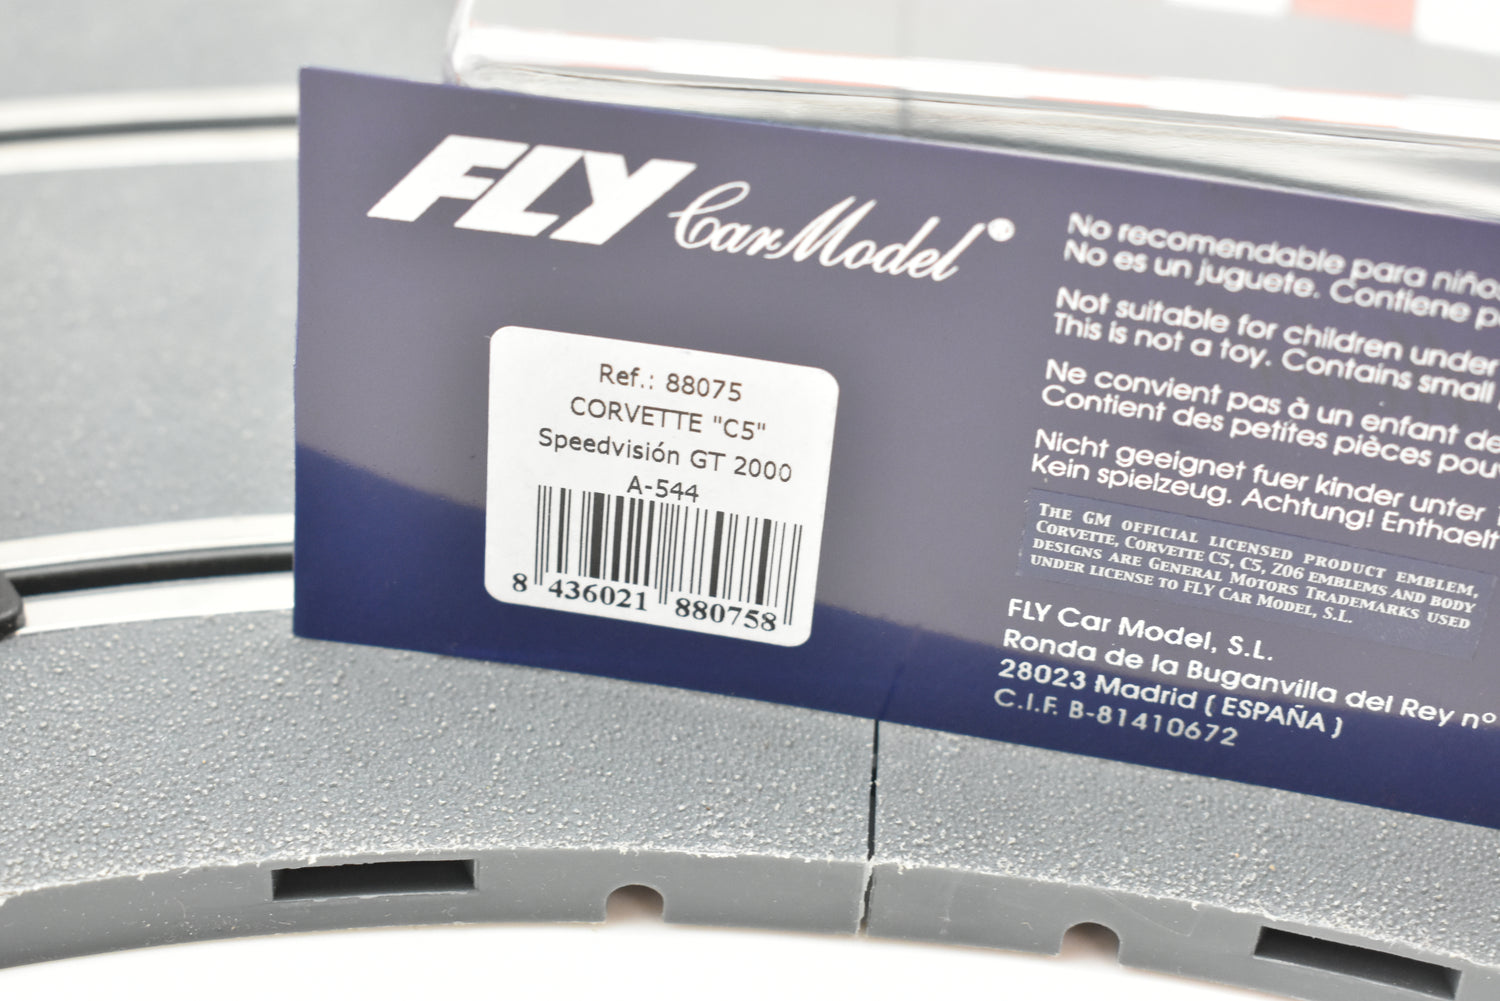 FLY Car Model®
Ref.: 88075
CORVETTE "C5"
Speedvisión GT 2000
A-544
8 436021 880758
No recomendable para
No es un juguete. Contiene
Not suitable for children under
This is not a toy. Contains small
Ne convient pas à un enfant de
Contient des petites pièces
Nicht geeignet fuer kinder unter
Kein spielzeug. Achtung! Enthaelt
THE GM OFFICIAL LICENSED PRODUCT EMBLEM,
CORVETTE, CORVETTE C5, C5, Z06 EMBLEMS AND BODY
DESIGNS ARE GENERAL MOTORS TRADEMARKS USED
UNDER LICENSE TO FLY CAR MODEL, S.L.
FLY Car Model, S.L.
Ronda de la Buganvilla del Rey nº
28023 Madrid ( ESPAÑA )
C.I.F. B-81410672